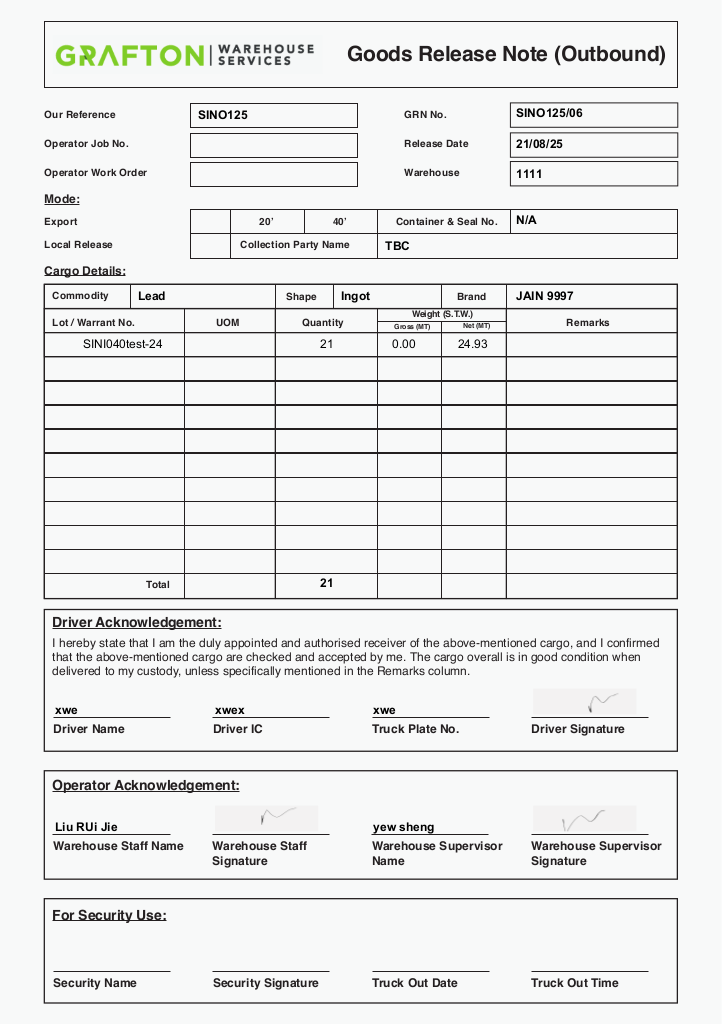 GRAFTON WAREHOUSE SERVICES
Goods Release Note (Outbound)
Our Reference SINO125 GRN No. SINO125/06
Operator Job No. Release Date 21/08/25
Operator Work Order Warehouse 1111
Mode:
Export 20' 40' Container & Seal No. N/A
Local Release Collection Party Name TBC
Cargo Details:
Commodity Lead Shape Ingot Brand JAIN 9997
Lot / Warrant No. UOM Quantity Weight (S.T.W.) Gross (MT) Net (MT) Remarks
SINI040test-24 21 0.00 24.93
Total 21
Driver Acknowledgement:
I hereby state that I am the duly appointed and authorised receiver of the above-mentioned cargo, and I confirmed
that the above-mentioned cargo are checked and accepted by me. The cargo overall is in good condition when
delivered to my custody, unless specifically mentioned in the Remarks column.
xwe xwex xwe
Driver Name Driver IC Truck Plate No. Driver Signature
Operator Acknowledgement:
Liu RUi Jie yew sheng
Warehouse Staff Name Warehouse Staff Signature Warehouse Supervisor Name Warehouse Supervisor Signature
For Security Use:
Security Name Security Signature Truck Out Date Truck Out Time